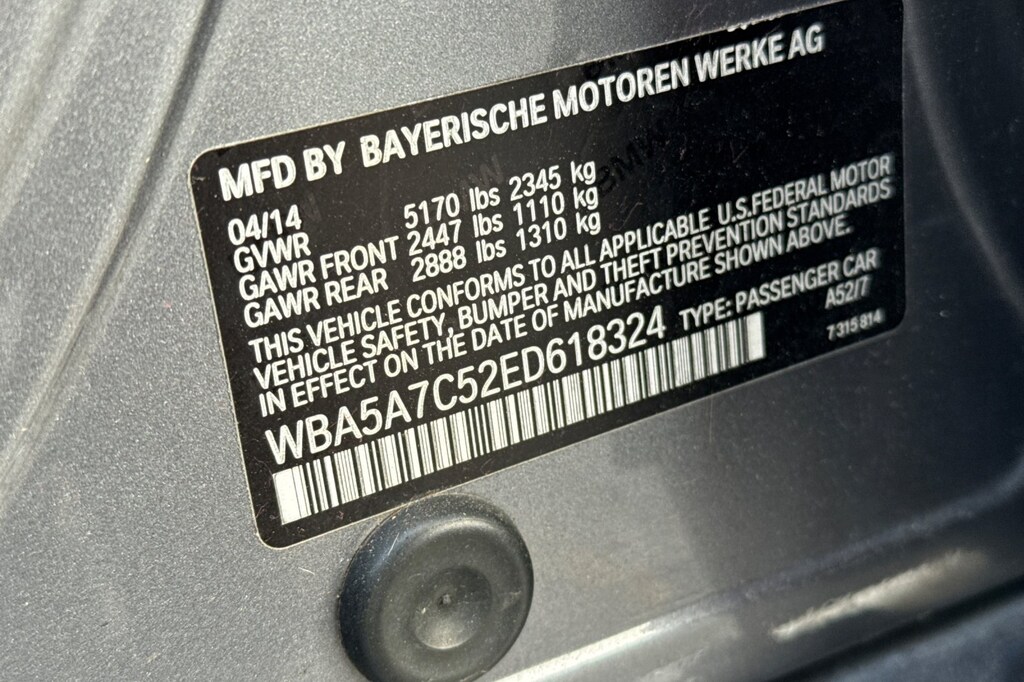 MFD BY BAYERISCHE MOTOREN WERKE AG
04/14
GVWR 5170 lbs 2345 kg
GAWR FRONT 2447 lbs 1110 kg
GAWR REAR 2888 lbs 1310 kg
THIS VEHICLE CONFORMS TO ALL APPLICABLE U.S.FEDERAL MOTOR
VEHICLE SAFETY, BUMPER AND THEFT PREVENTION STANDARDS
IN EFFECT ON THE DATE OF MANUFACTURE SHOWN ABOVE.
WBA5A7C52ED618324 TYPE: PASSENGER CAR
A52/7
7 315 814